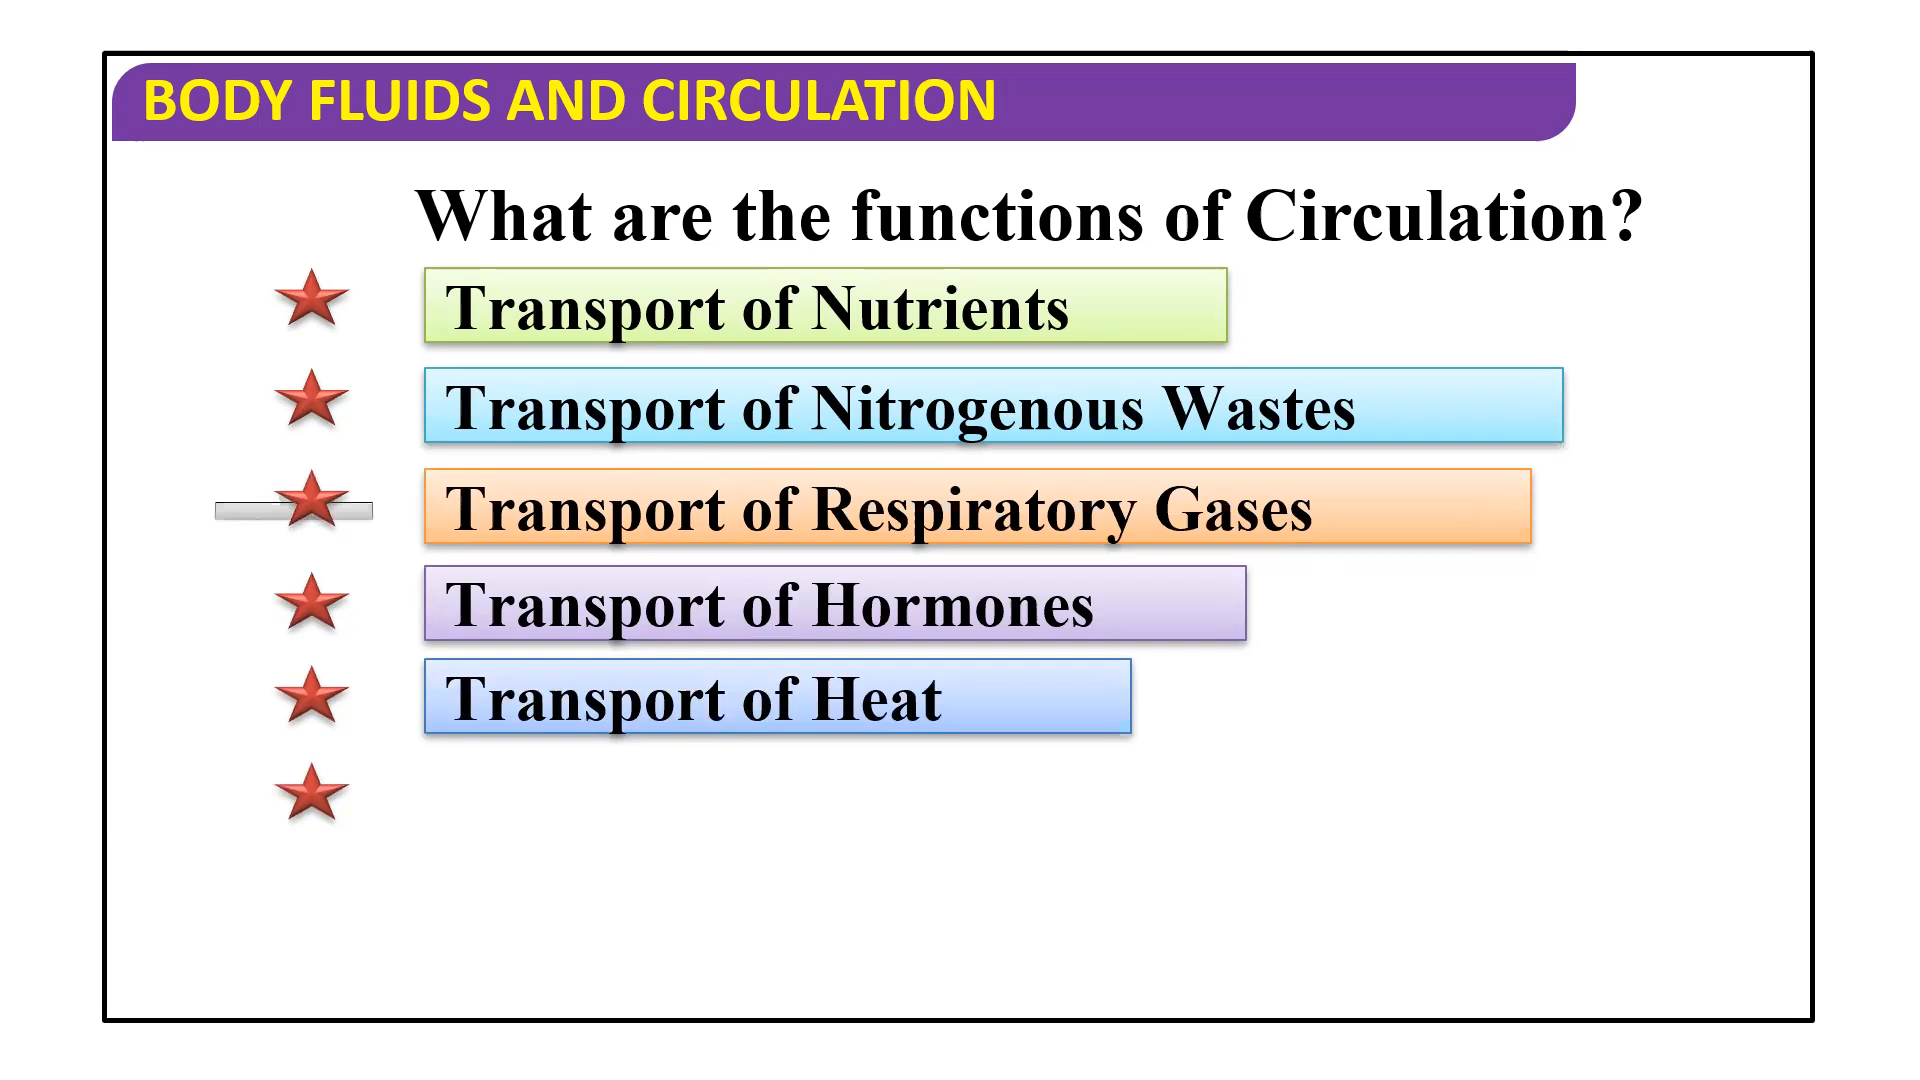 BODY FLUIDS AND CIRCULATION
What are the functions of Circulation?
Transport of Nutrients
Transport of Nitrogenous Wastes
Transport of Respiratory Gases
Transport of Hormones
Transport of Heat